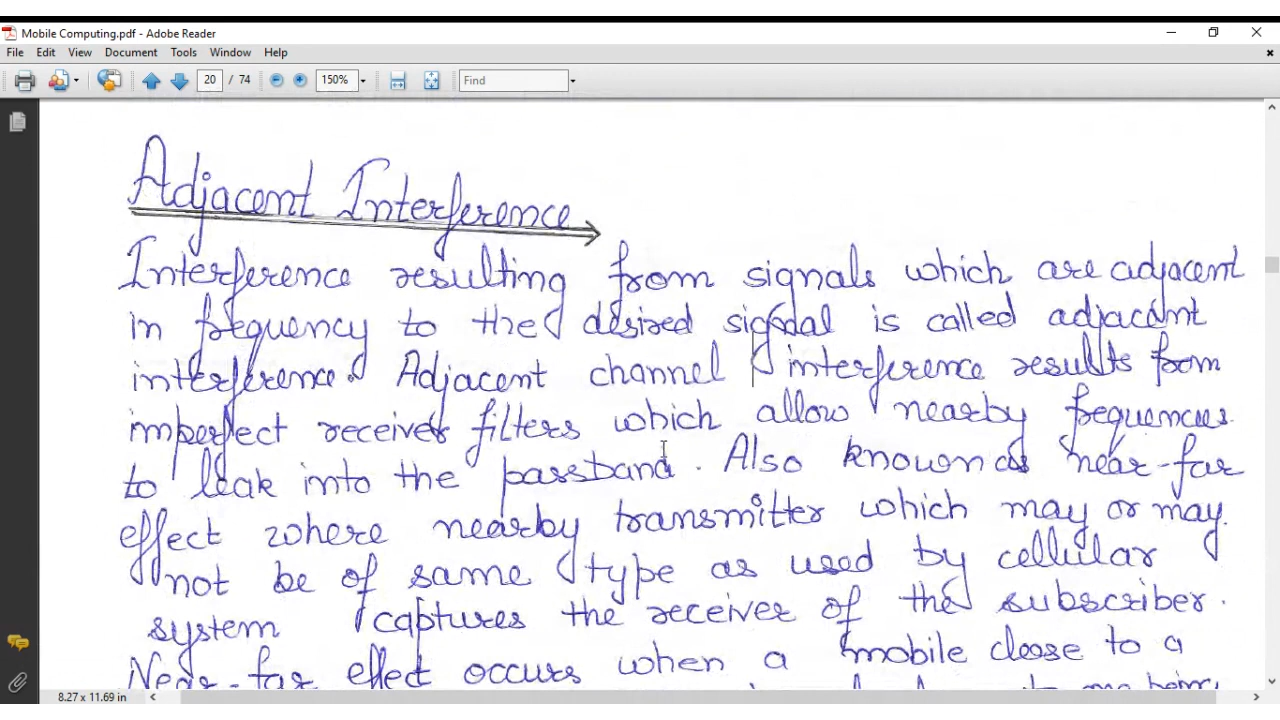 Mobile Computing.pdf - Adobe Reader
File Edit View Document Tools Window Help
20 / 74 150% Find
Adjacent Interference
Interference resulting from signals which are adjacent
in frequency to the desired signal is called adjacent
interference. Adjacent channel interference results from
imperfect receiver filters which allow nearby frequencies
to leak into the passband. Also known as near-far
effect where nearby transmitter which may or may
not be of same type as used by cellular
system captures the receiver of the subscriber.
Near-far effect occurs when a mobile close to a
8.27 x 11.69 in